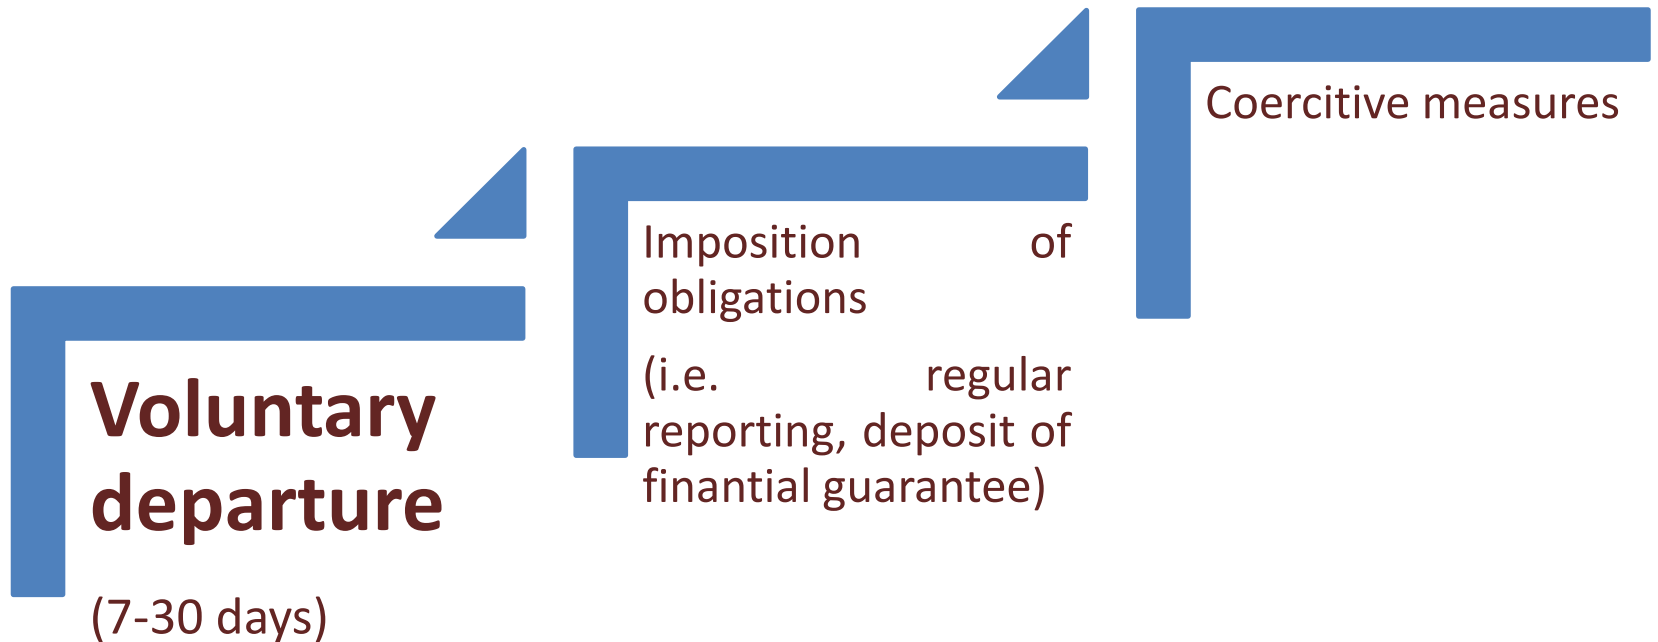 Voluntary
departure
(7-30 days)
Imposition of
obligations
(i.e. regular
reporting, deposit of
finantial guarantee)
Coercitive measures